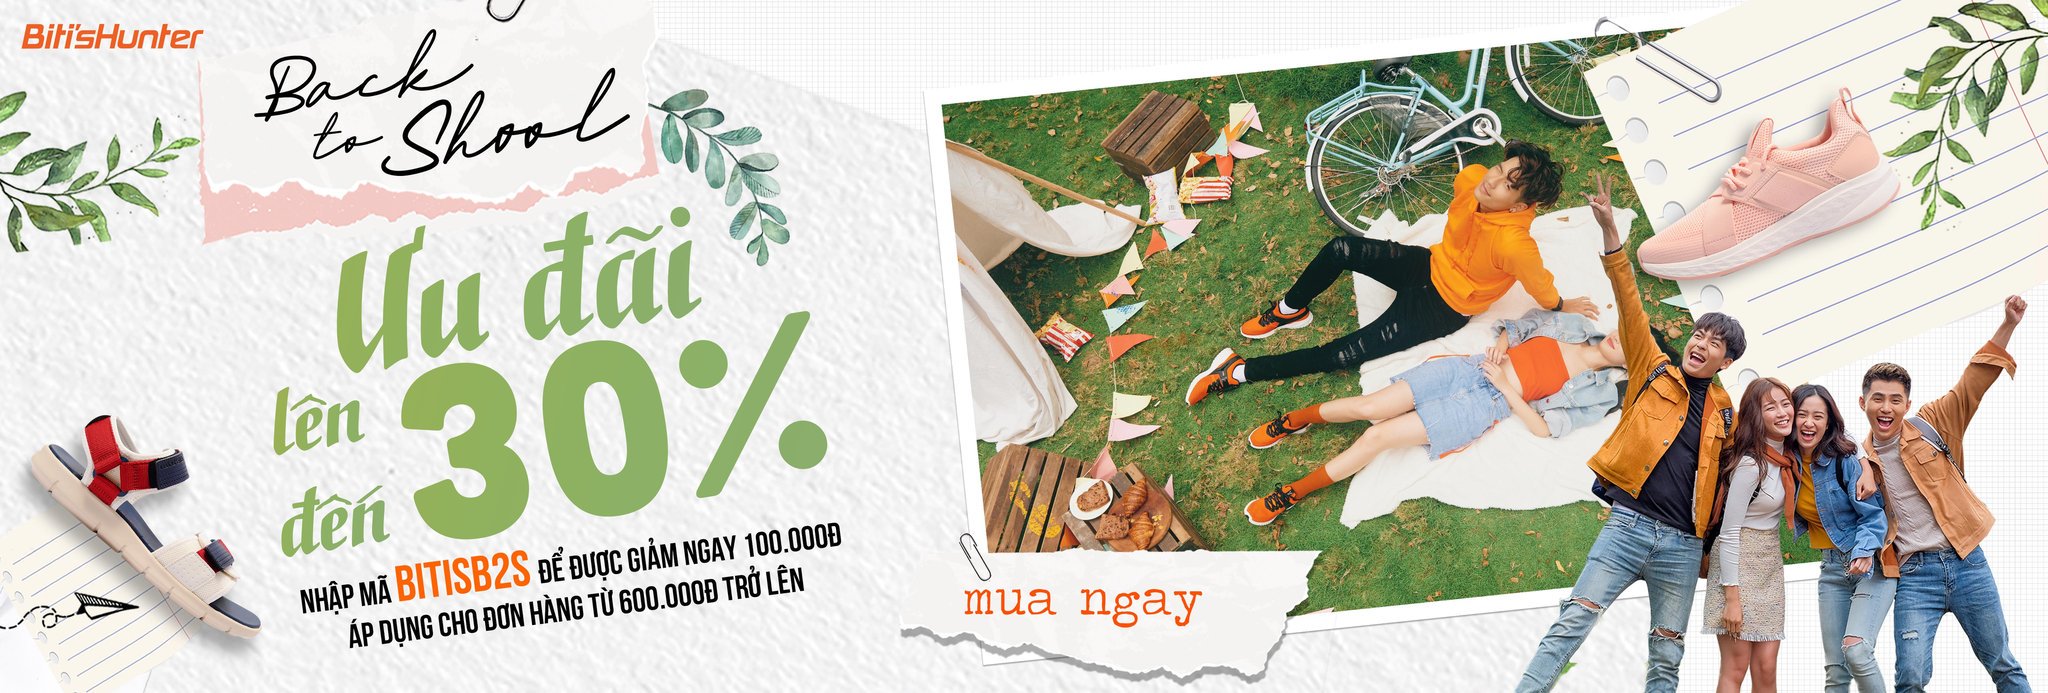 Biti'sHunter
Back
to Shool
Ưu đãi
lên
đến 30%
NHẬP MÃ BITISB2S ĐỂ ĐƯỢC GIẢM NGAY 100.000Đ
ÁP DỤNG CHO ĐƠN HÀNG TỪ 600.000Đ TRỞ LÊN
mua ngay